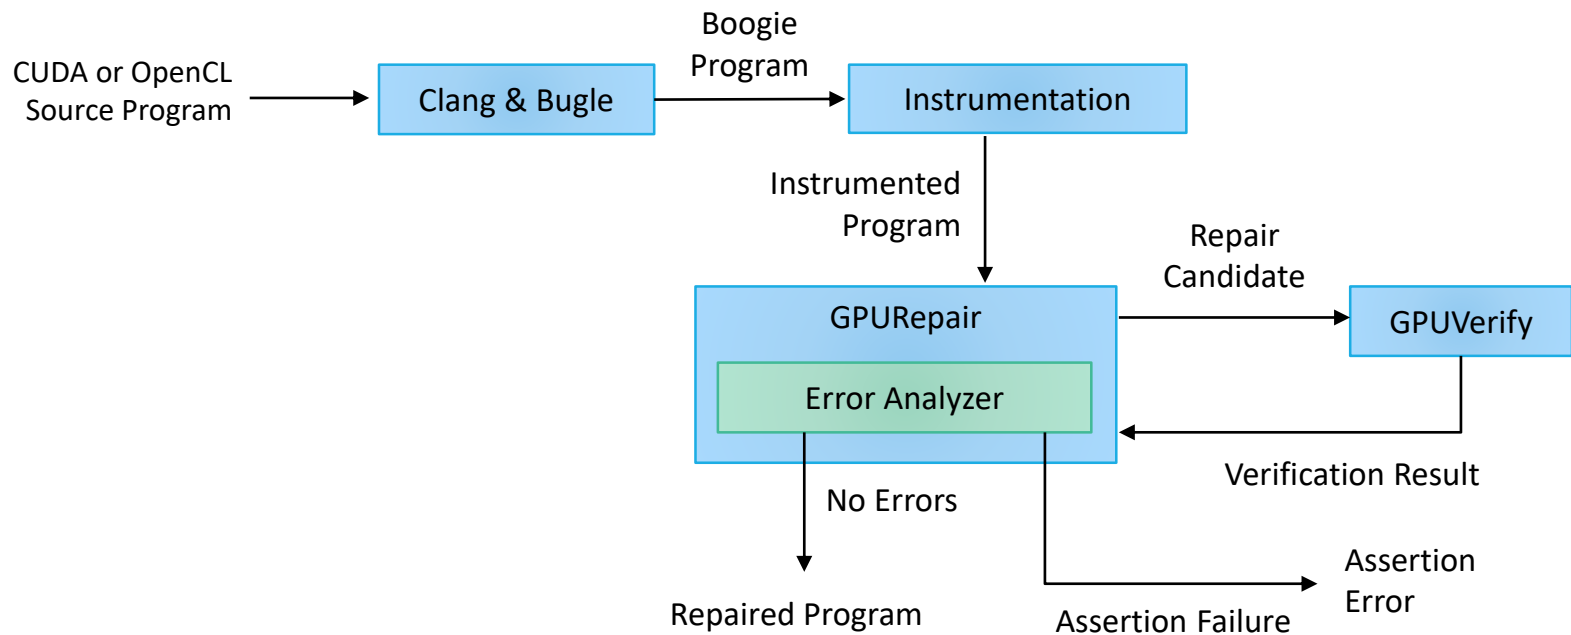 CUDA or OpenCL
Source Program
Clang & Bugle
Boogie
Program
Instrumentation
Instrumented
Program
Repair
Candidate
GPURepair
GPUVerify
Error Analyzer
Verification Result
No Errors
Repaired Program
Assertion Failure
Assertion
Error